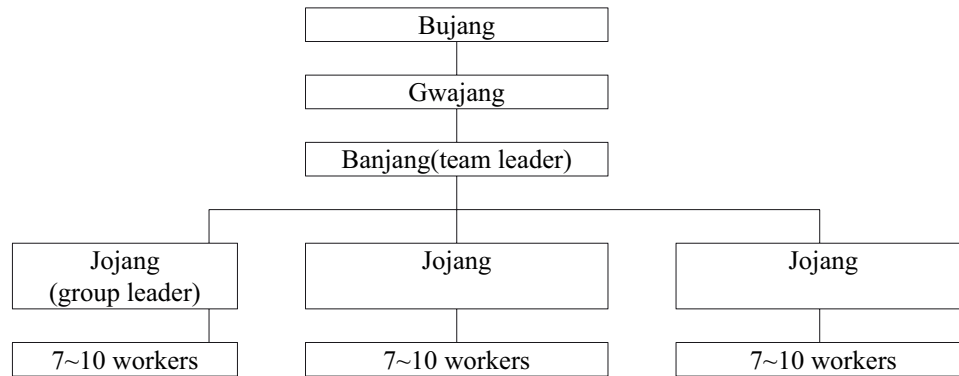 Bujang
Gwajang
Banjang(team leader)
Jojang
(group leader)
Jojang
Jojang
7~10 workers
7~10 workers
7~10 workers